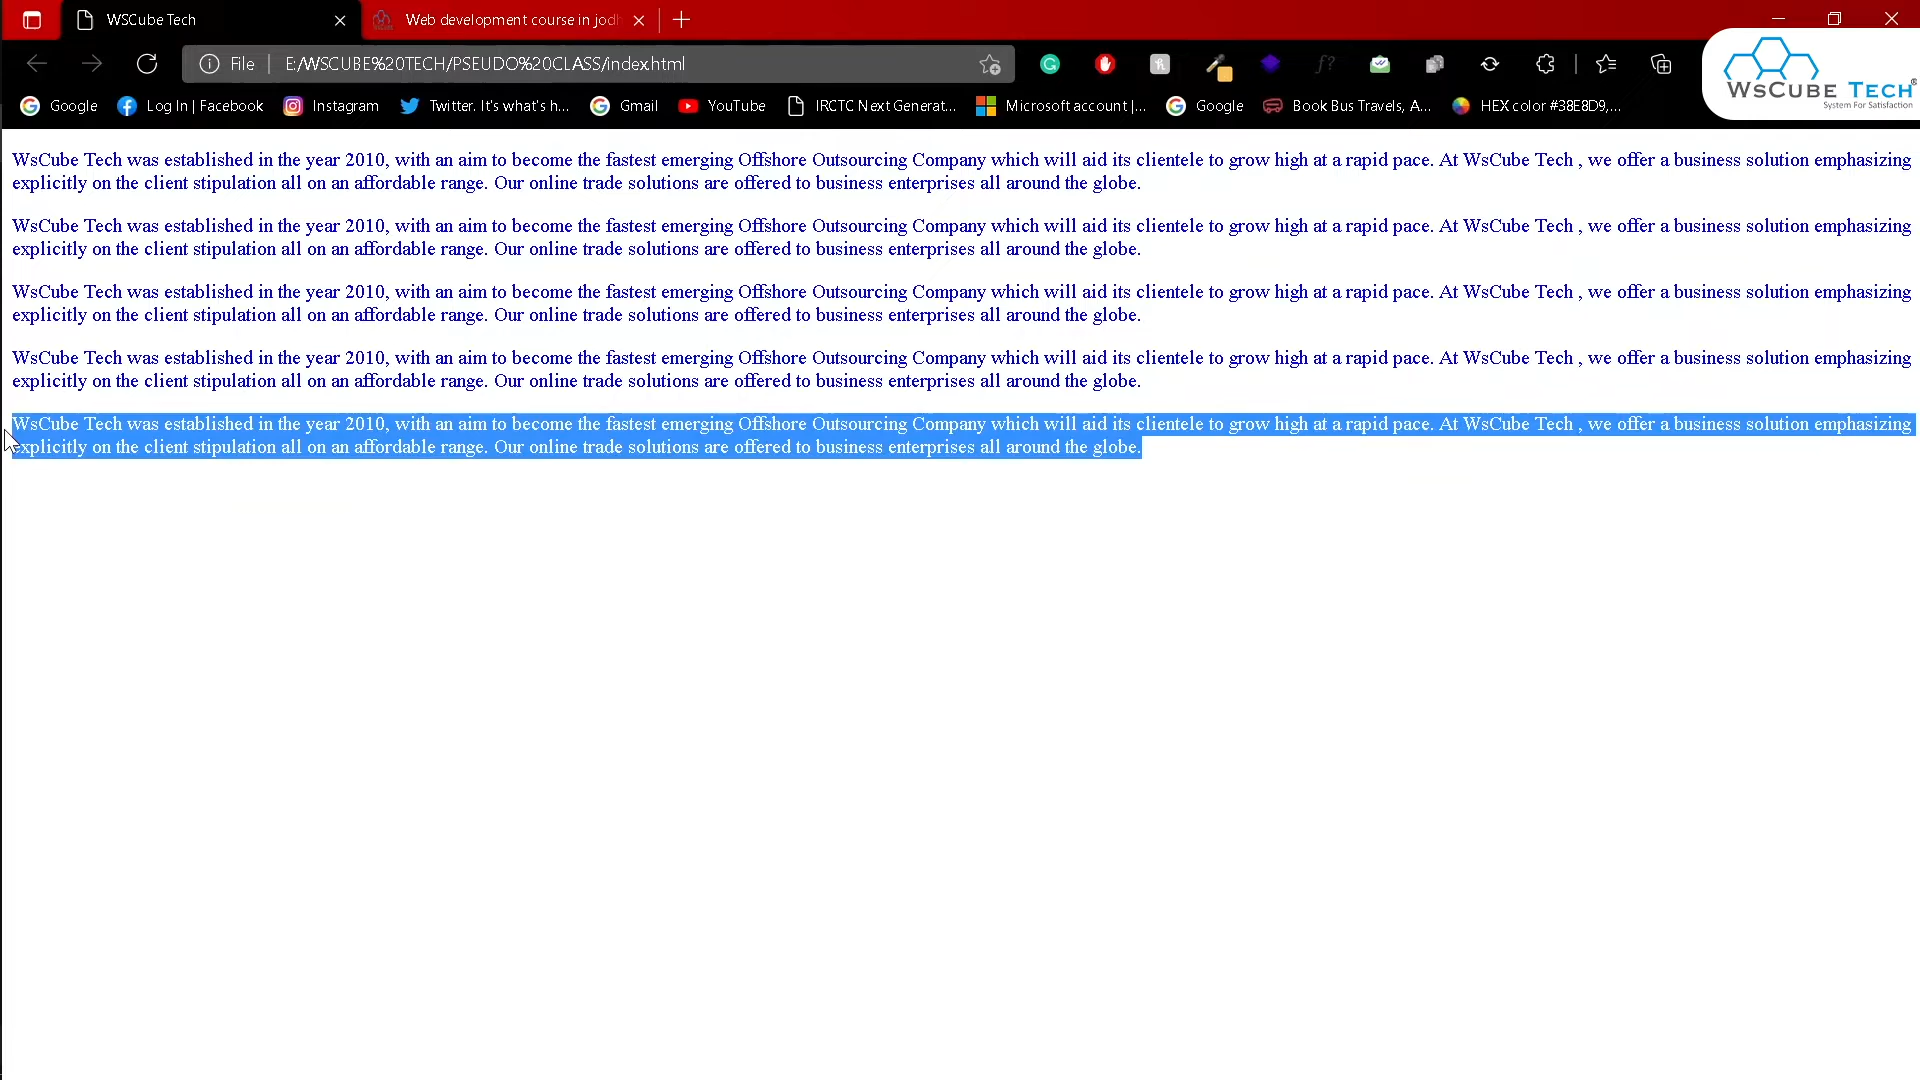 WSCube Tech
Web development course in jodh
File
E:/WSCUBE%20TECH/PSEUDO%20CLASS/index.html
WSCUBE TECH®
System For Satisfaction
Google
Log In | Facebook
Instagram
Twitter. It's what's h...
Gmail
YouTube
IRCTC Next Generat...
Microsoft account |...
Google
Book Bus Travels, A...
HEX color #38E8D9,...
WsCube Tech was established in the year 2010, with an aim to become the fastest emerging Offshore Outsourcing Company which will aid its clientele to grow high at a rapid pace. At WsCube Tech , we offer a business solution emphasizing
explicitly on the client stipulation all on an affordable range. Our online trade solutions are offered to business enterprises all around the globe.
WsCube Tech was established in the year 2010, with an aim to become the fastest emerging Offshore Outsourcing Company which will aid its clientele to grow high at a rapid pace. At WsCube Tech , we offer a business solution emphasizing
explicitly on the client stipulation all on an affordable range. Our online trade solutions are offered to business enterprises all around the globe.
WsCube Tech was established in the year 2010, with an aim to become the fastest emerging Offshore Outsourcing Company which will aid its clientele to grow high at a rapid pace. At WsCube Tech , we offer a business solution emphasizing
explicitly on the client stipulation all on an affordable range. Our online trade solutions are offered to business enterprises all around the globe.
WsCube Tech was established in the year 2010, with an aim to become the fastest emerging Offshore Outsourcing Company which will aid its clientele to grow high at a rapid pace. At WsCube Tech , we offer a business solution emphasizing
explicitly on the client stipulation all on an affordable range. Our online trade solutions are offered to business enterprises all around the globe.
WsCube Tech was established in the year 2010, with an aim to become the fastest emerging Offshore Outsourcing Company which will aid its clientele to grow high at a rapid pace. At WsCube Tech , we offer a business solution emphasizing
explicitly on the client stipulation all on an affordable range. Our online trade solutions are offered to business enterprises all around the globe.